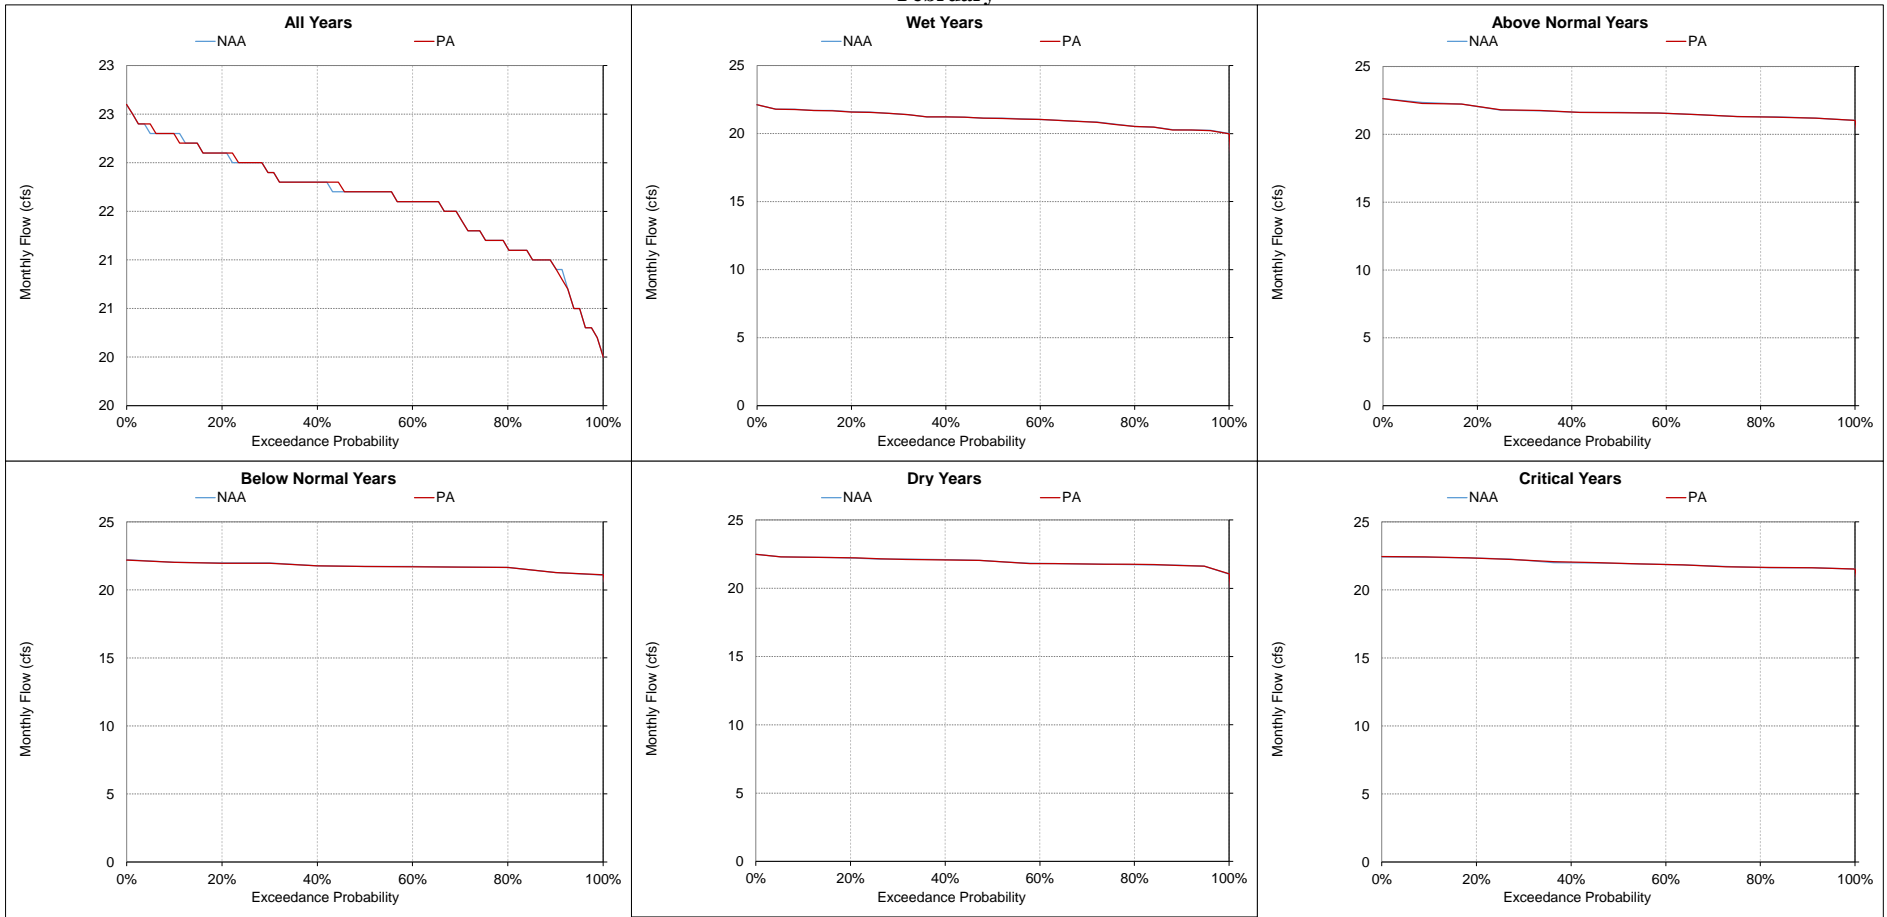 All Years
NAA PA
23
23
22
22
21
21
20
20
0% 20% 40% 60% 80% 100%
Monthly Flow (cfs)
Exceedance Probability
Wet Years
NAA PA
25
20
15
10
5
0
0% 20% 40% 60% 80% 100%
Monthly Flow (cfs)
Exceedance Probability
Above Normal Years
NAA PA
25
20
15
10
5
0
0% 20% 40% 60% 80% 100%
Monthly Flow (cfs)
Exceedance Probability
Below Normal Years
NAA PA
25
20
15
10
5
0
0% 20% 40% 60% 80% 100%
Monthly Flow (cfs)
Exceedance Probability
Dry Years
NAA PA
25
20
15
10
5
0
0% 20% 40% 60% 80% 100%
Monthly Flow (cfs)
Exceedance Probability
Critical Years
NAA PA
25
20
15
10
5
0
0% 20% 40% 60% 80% 100%
Monthly Flow (cfs)
Exceedance Probability